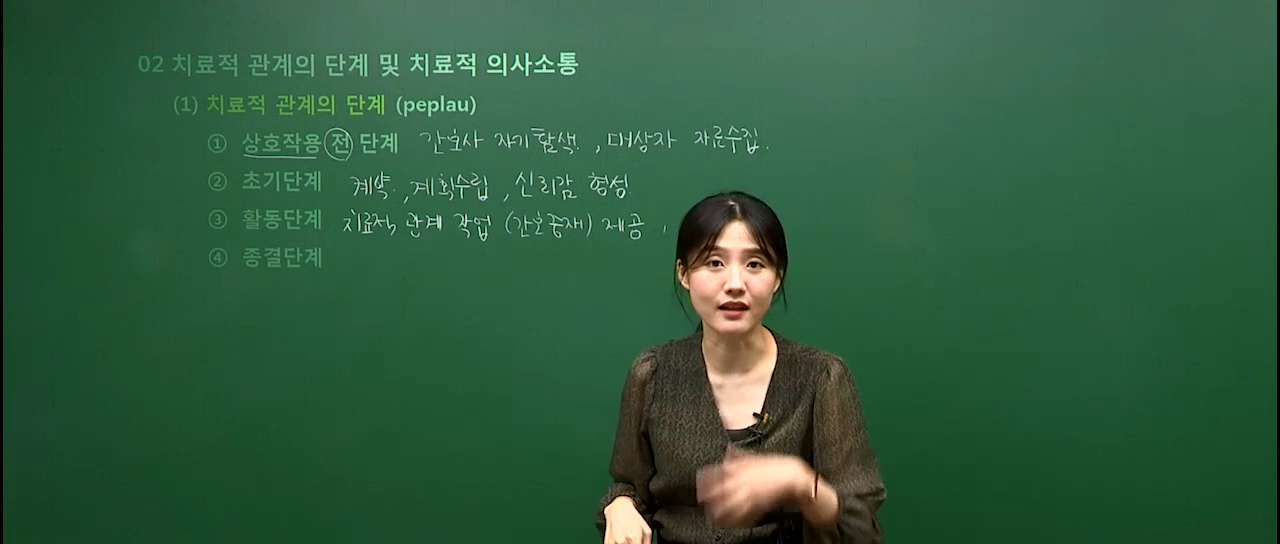 02 치료적 관계의 단계 및 치료적 의사소통
(1) 치료적 관계의 단계 (peplau)
① 상호작용 전 단계 간호사 자기탐색. , 대상자 자료수집.
② 초기단계 계약. , 계획수립 , 신뢰감 형성.
③ 활동단계 치료적 관계 작업 (간호중재) 제공 ,
④ 종결단계